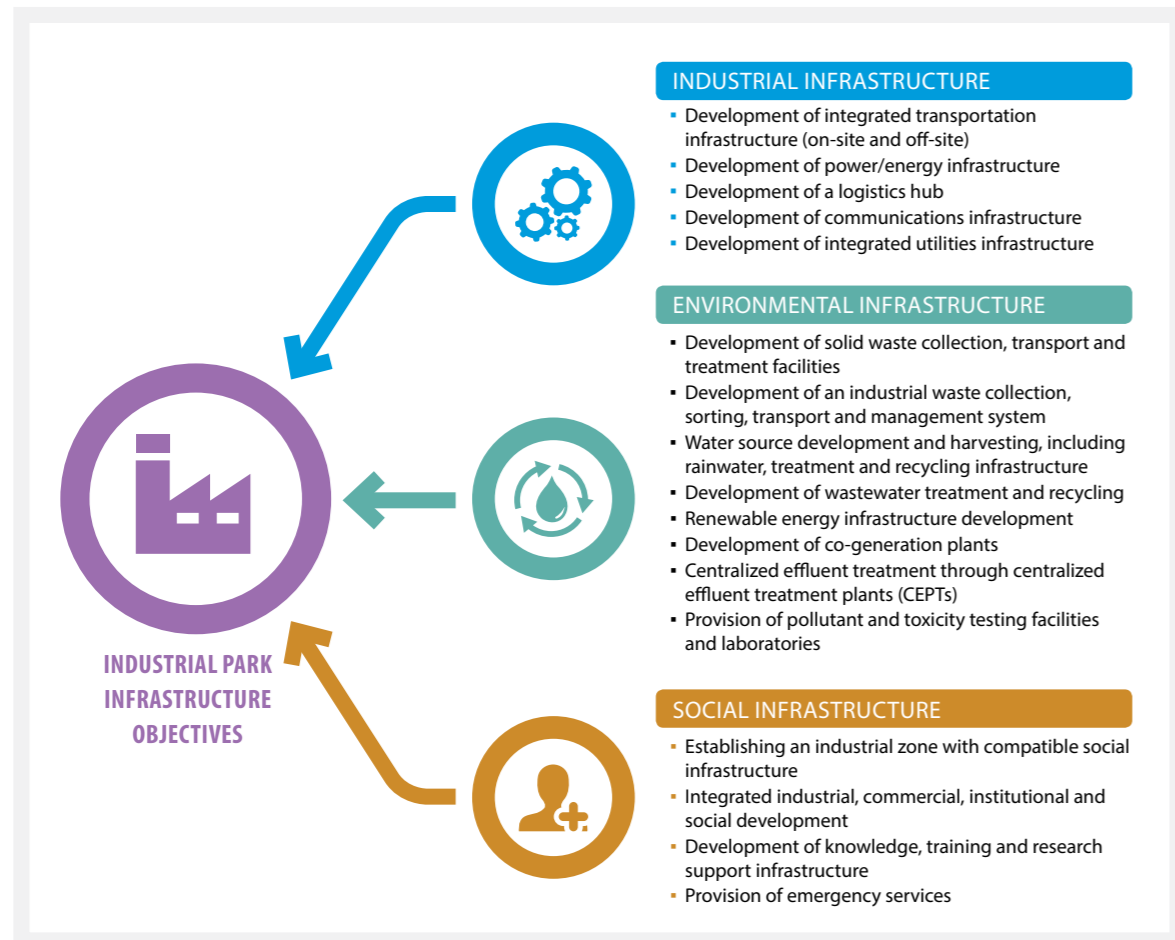 INDUSTRIAL INFRASTRUCTURE
▪ Development of integrated transportation
infrastructure (on-site and off-site)
▪ Development of power/energy infrastructure
▪ Development of a logistics hub
▪ Development of communications infrastructure
▪ Development of integrated utilities infrastructure
ENVIRONMENTAL INFRASTRUCTURE
▪ Development of solid waste collection, transport and
treatment facilities
▪ Development of an industrial waste collection,
sorting, transport and management system
▪ Water source development and harvesting, including
rainwater, treatment and recycling infrastructure
▪ Development of wastewater treatment and recycling
▪ Renewable energy infrastructure development
▪ Development of co-generation plants
▪ Centralized effluent treatment through centralized
effluent treatment plants (CEPTs)
▪ Provision of pollutant and toxicity testing facilities
and laboratories
INDUSTRIAL PARK
INFRASTRUCTURE
OBJECTIVES
SOCIAL INFRASTRUCTURE
▪ Establishing an industrial zone with compatible social
infrastructure
▪ Integrated industrial, commercial, institutional and
social development
▪ Development of knowledge, training and research
support infrastructure
▪ Provision of emergency services